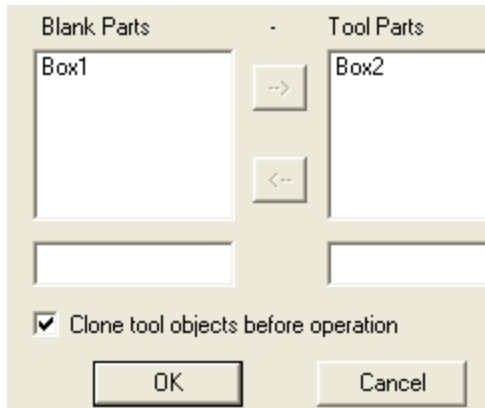 Blank Parts - Tool Parts
Box1 Box2
-->
<--
Clone tool objects before operation
OK Cancel